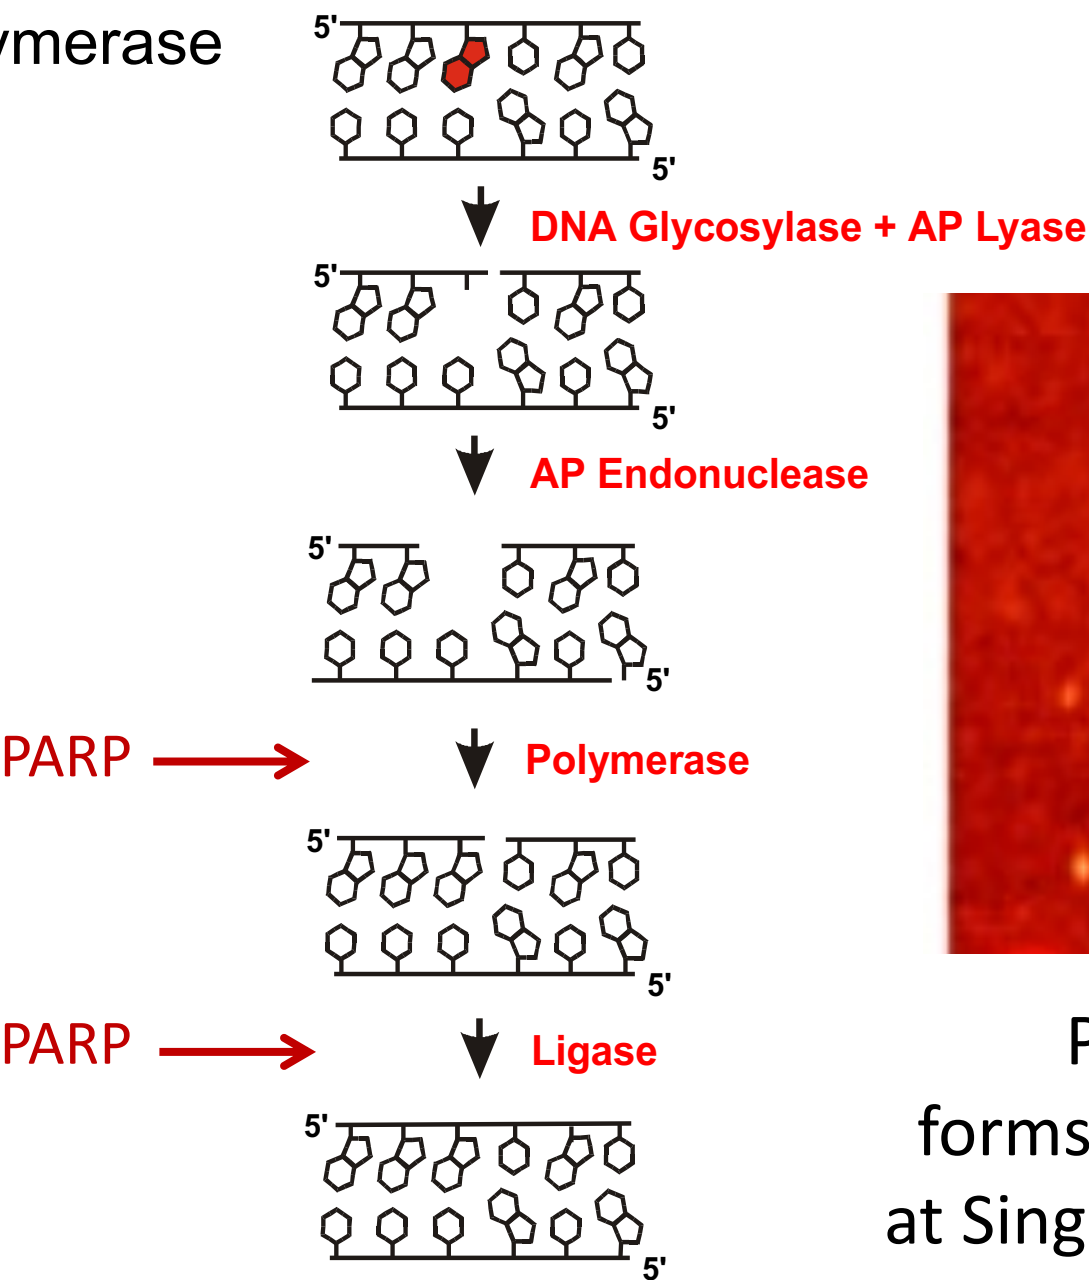 ymerase
5'
5'
DNA Glycosylase + AP Lyase
5'
5'
AP Endonuclease
5'
5'
PARP
Polymerase
5'
5'
PARP
Ligase
P
forms
at Sing
5'
5'